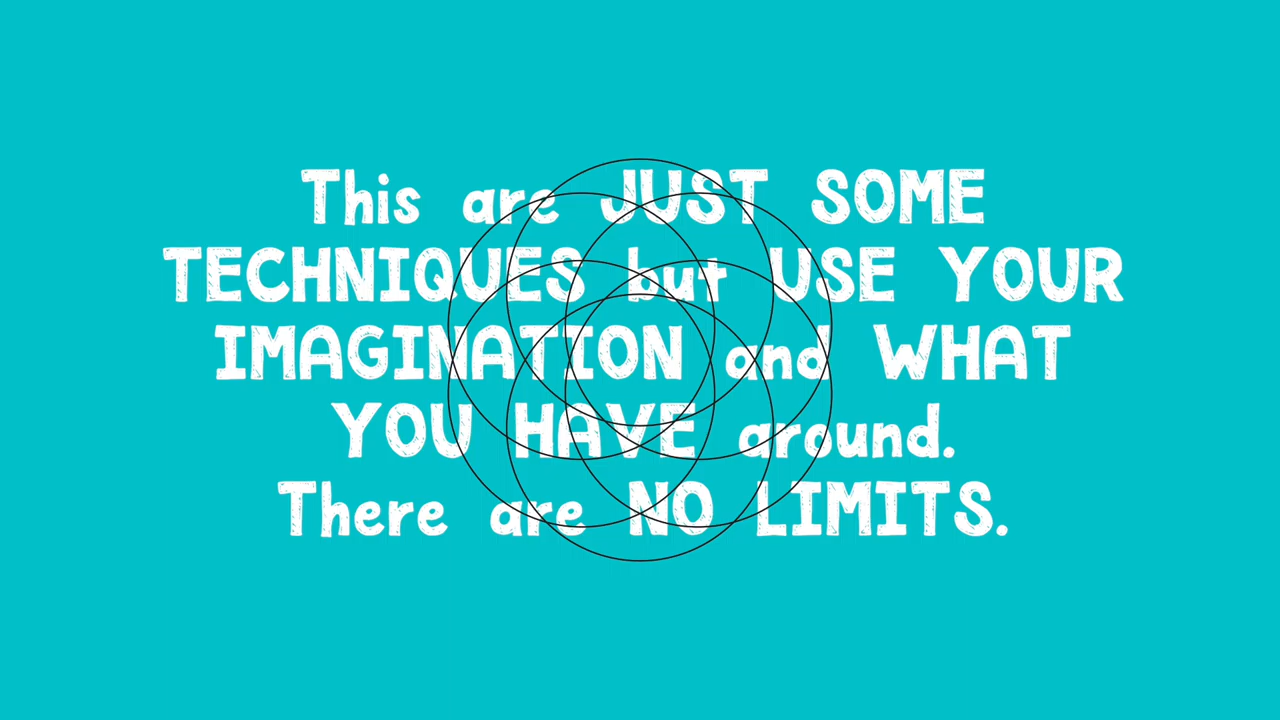 This are JUST SOME
TECHNIQUES but USE YOUR
IMAGINATION and WHAT
YOU HAVE around.
There are NO LIMITS.